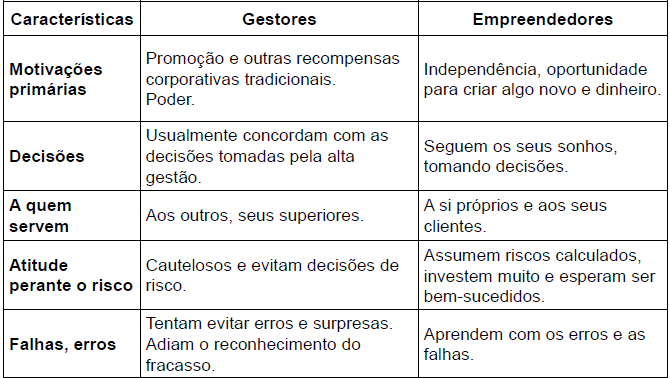 Características
Gestores
Empreendedores
Motivações
primárias
Promoção e outras recompensas
corporativas tradicionais.
Poder.
Independência, oportunidade
para criar algo novo e dinheiro.
Decisões
Usualmente concordam com as
decisões tomadas pela alta
gestão.
Seguem os seus sonhos,
tomando decisões.
A quem
servem
Aos outros, seus superiores.
A si próprios e aos seus
clientes.
Atitude
perante o risco
Cautelosos e evitam decisões de
risco.
Assumem riscos calculados,
investem muito e esperam ser
bem-sucedidos.
Falhas, erros
Tentam evitar erros e surpresas.
Adiam o reconhecimento do
fracasso.
Aprendem com os erros e as
falhas.